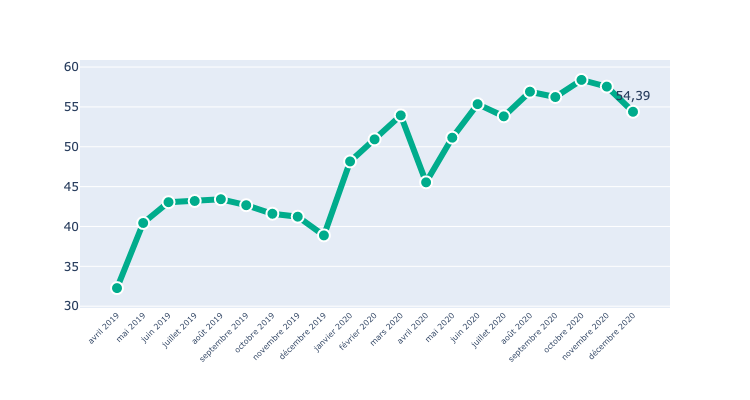 60
55
50
45
40
35
30
54,39
avril 2019
mai 2019
juin 2019
juillet 2019
août 2019
septembre 2019
octobre 2019
novembre 2019
décembre 2019
janvier 2020
février 2020
mars 2020
avril 2020
mai 2020
juin 2020
juillet 2020
août 2020
septembre 2020
octobre 2020
novembre 2020
décembre 2020